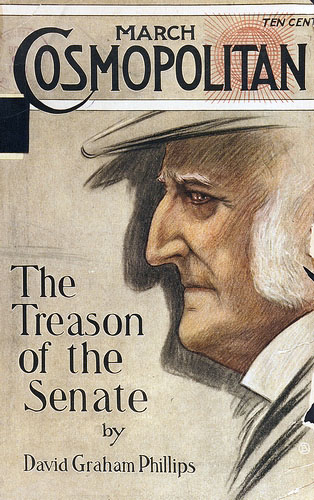 MARCH
TEN CENT
COSMOPOLITAN
The
Treason
of the
Senate
by
David Graham Phillips